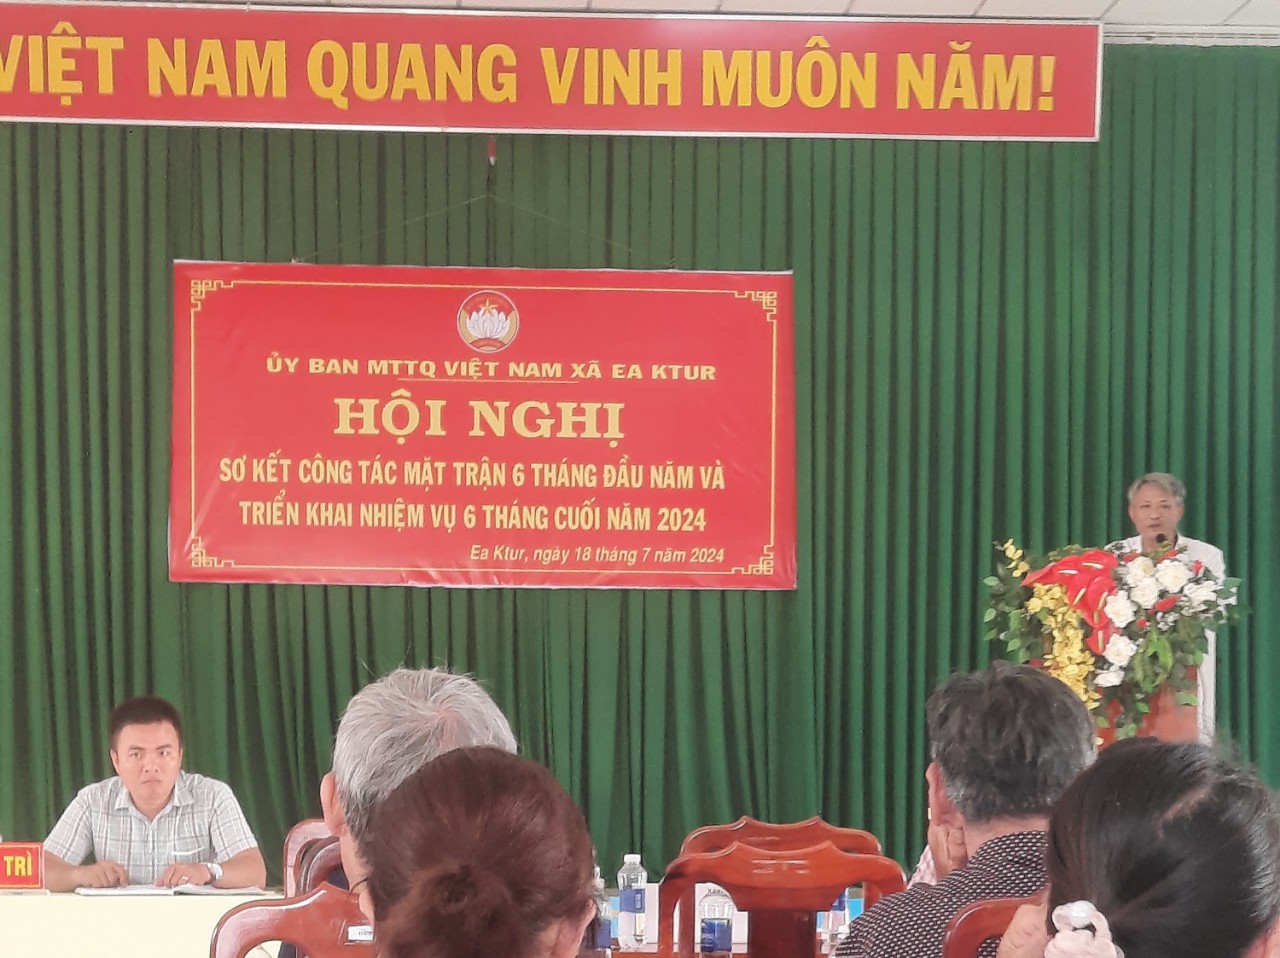 VIỆT NAM QUANG VINH MUÔN NĂM!
ỦY BAN MTTQ VIỆT NAM XÃ EA KTUR
HỘI NGHỊ
SƠ KẾT CÔNG TÁC MẶT TRẬN 6 THÁNG ĐẦU NĂM VÀ
TRIỂN KHAI NHIỆM VỤ 6 THÁNG CUỐI NĂM 2024
Ea Ktur, ngày 18 tháng 7 năm 2024
TRÌ